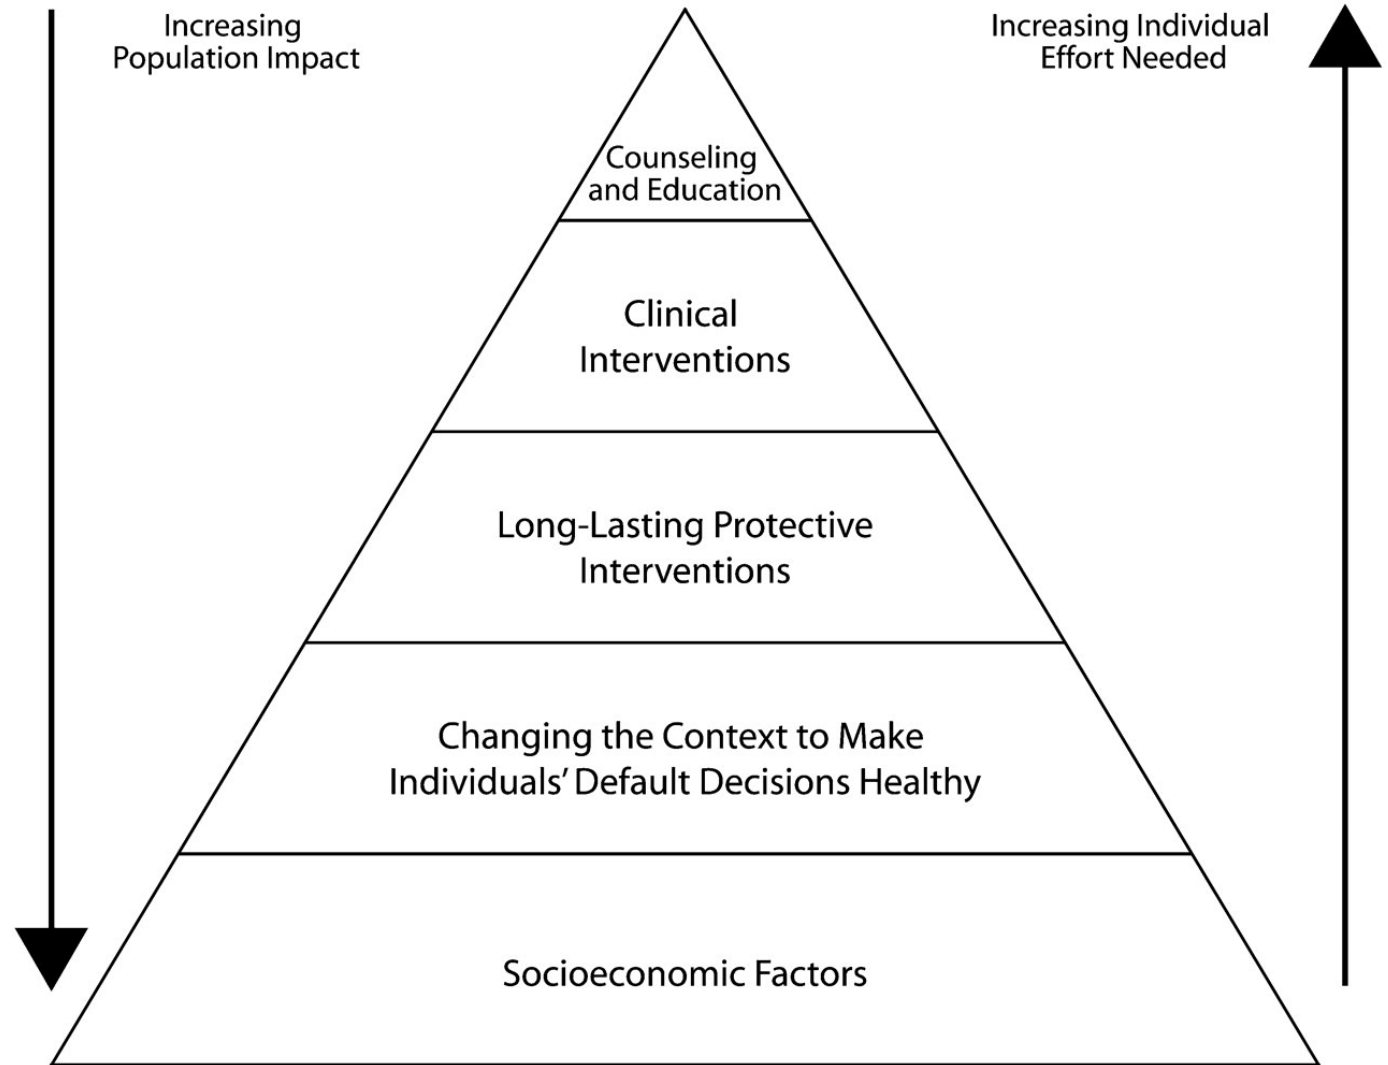 Increasing
Population Impact
Increasing Individual
Effort Needed
Counseling
and Education
Clinical
Interventions
Long-Lasting Protective
Interventions
Changing the Context to Make
Individuals’ Default Decisions Healthy
Socioeconomic Factors